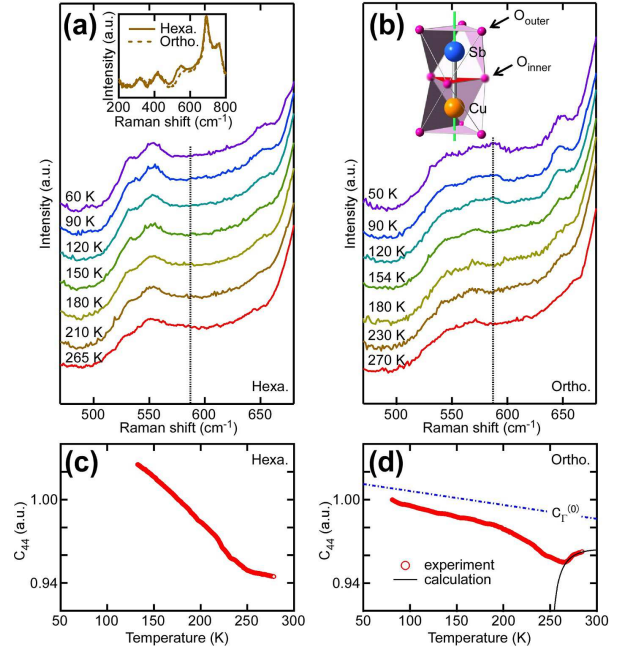 (a)
Hexa.
Ortho.
Intensity (a.u.)
200 400 600 800
Raman shift (cm-1)
Intensity (a.u.)
60 K
90 K
120 K
150 K
180 K
210 K
265 K
Hexa.
500 550 600 650
Raman shift (cm-1)
(b)
Oouter
Sb
Oinner
Cu
Intensity (a.u.)
50 K
90 K
120 K
154 K
180 K
230 K
270 K
Ortho.
500 550 600 650
Raman shift (cm-1)
(c)
Hexa.
C44 (a.u.)
1.00
0.94
50 100 150 200 250 300
Temperature (K)
(d)
Ortho.
CΓ(0)
C44 (a.u.)
1.00
0.94
experiment
calculation
50 100 150 200 250 300
Temperature (K)